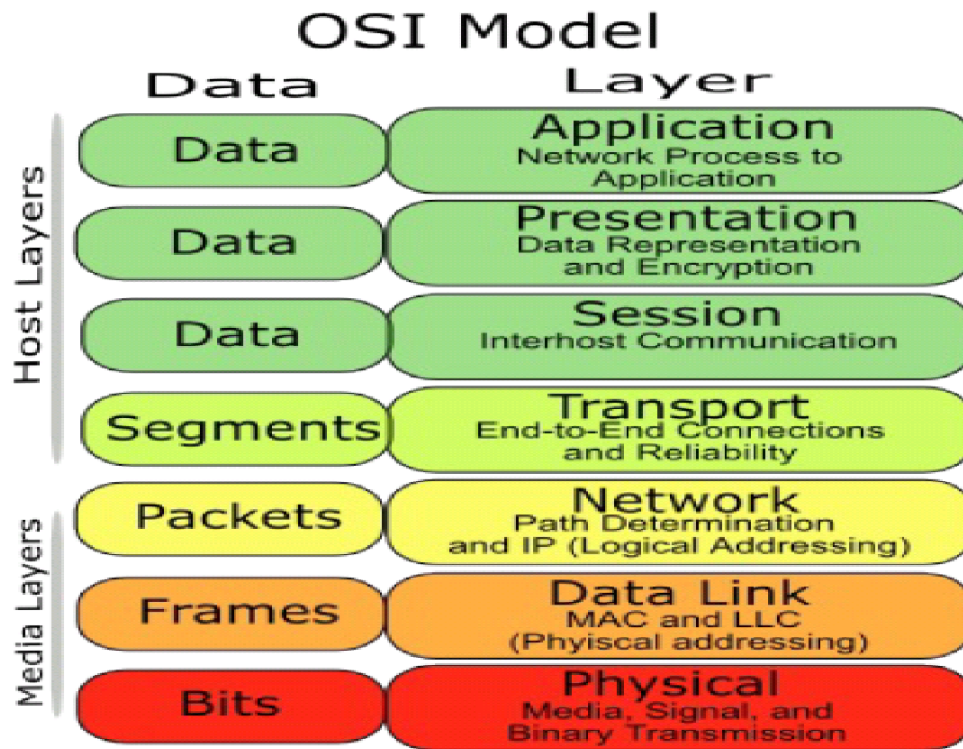 OSI Model
Data Layer
Host Layers
Data
Application
Network Process to
Application
Data
Presentation
Data Representation
and Encryption
Data
Session
Interhost Communication
Segments
Transport
End-to-End Connections
and Reliability
Media Layers
Packets
Network
Path Determination
and IP (Logical Addressing)
Frames
Data Link
MAC and LLC
(Phyiscal addressing)
Bits
Physical
Media, Signal, and
Binary Transmission